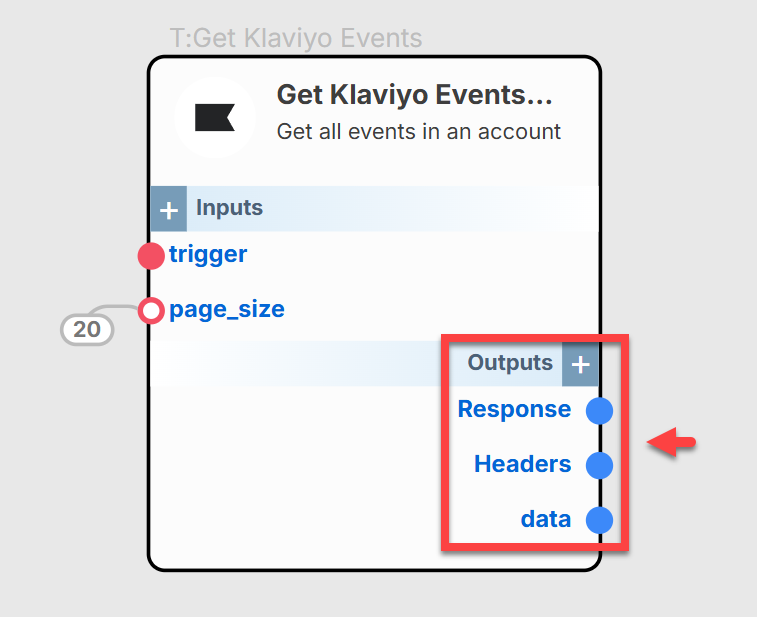 T:Get Klaviyo Events
Get Klaviyo Events...
Get all events in an account
+ Inputs
trigger
page_size
20
Outputs +
Response
Headers
data